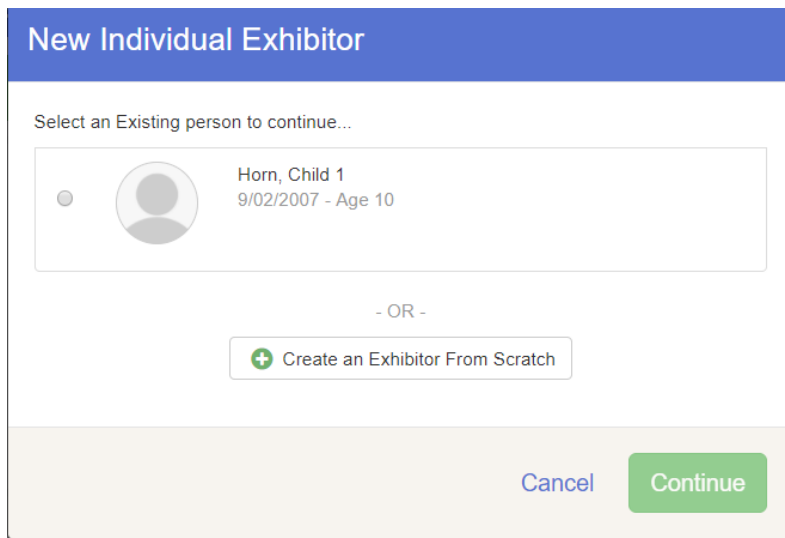 New Individual Exhibitor
Select an Existing person to continue...
Horn, Child 1
9/02/2007 - Age 10
- OR -
Create an Exhibitor From Scratch
Cancel
Continue